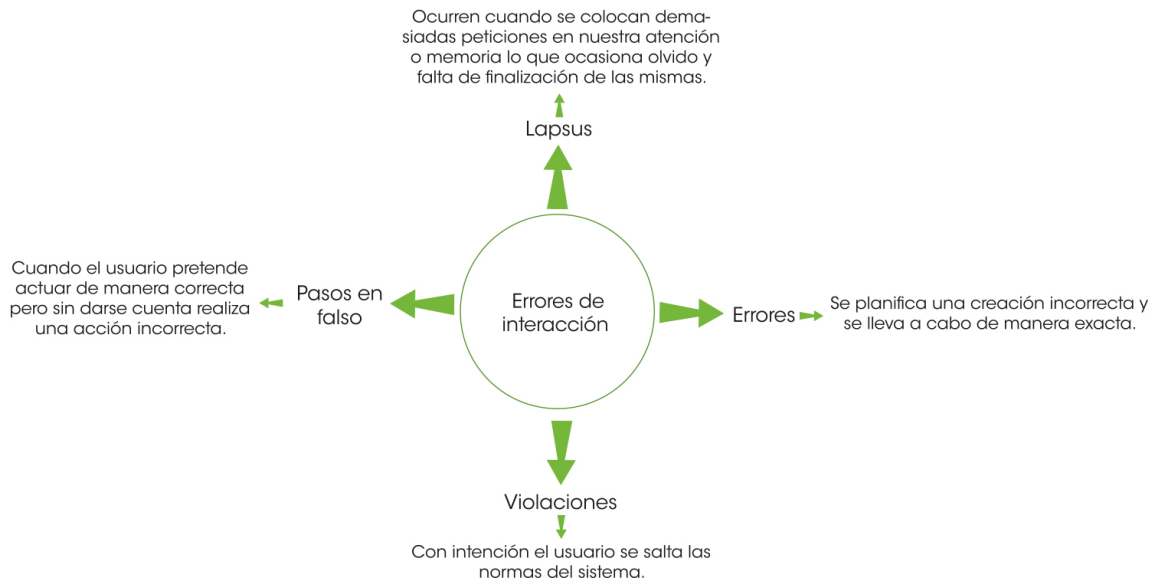 Ocurren cuando se colocan dema-
siadas peticiones en nuestra atención
o memoria lo que ocasiona olvido y
falta de finalización de las mismas.
Lapsus
Cuando el usuario pretende
actuar de manera correcta
pero sin darse cuenta realiza
una acción incorrecta.
Pasos en
falso
Errores de
interacción
Errores
Se planifica una creación incorrecta y
se lleva a cabo de manera exacta.
Violaciones
Con intención el usuario se salta las
normas del sistema.